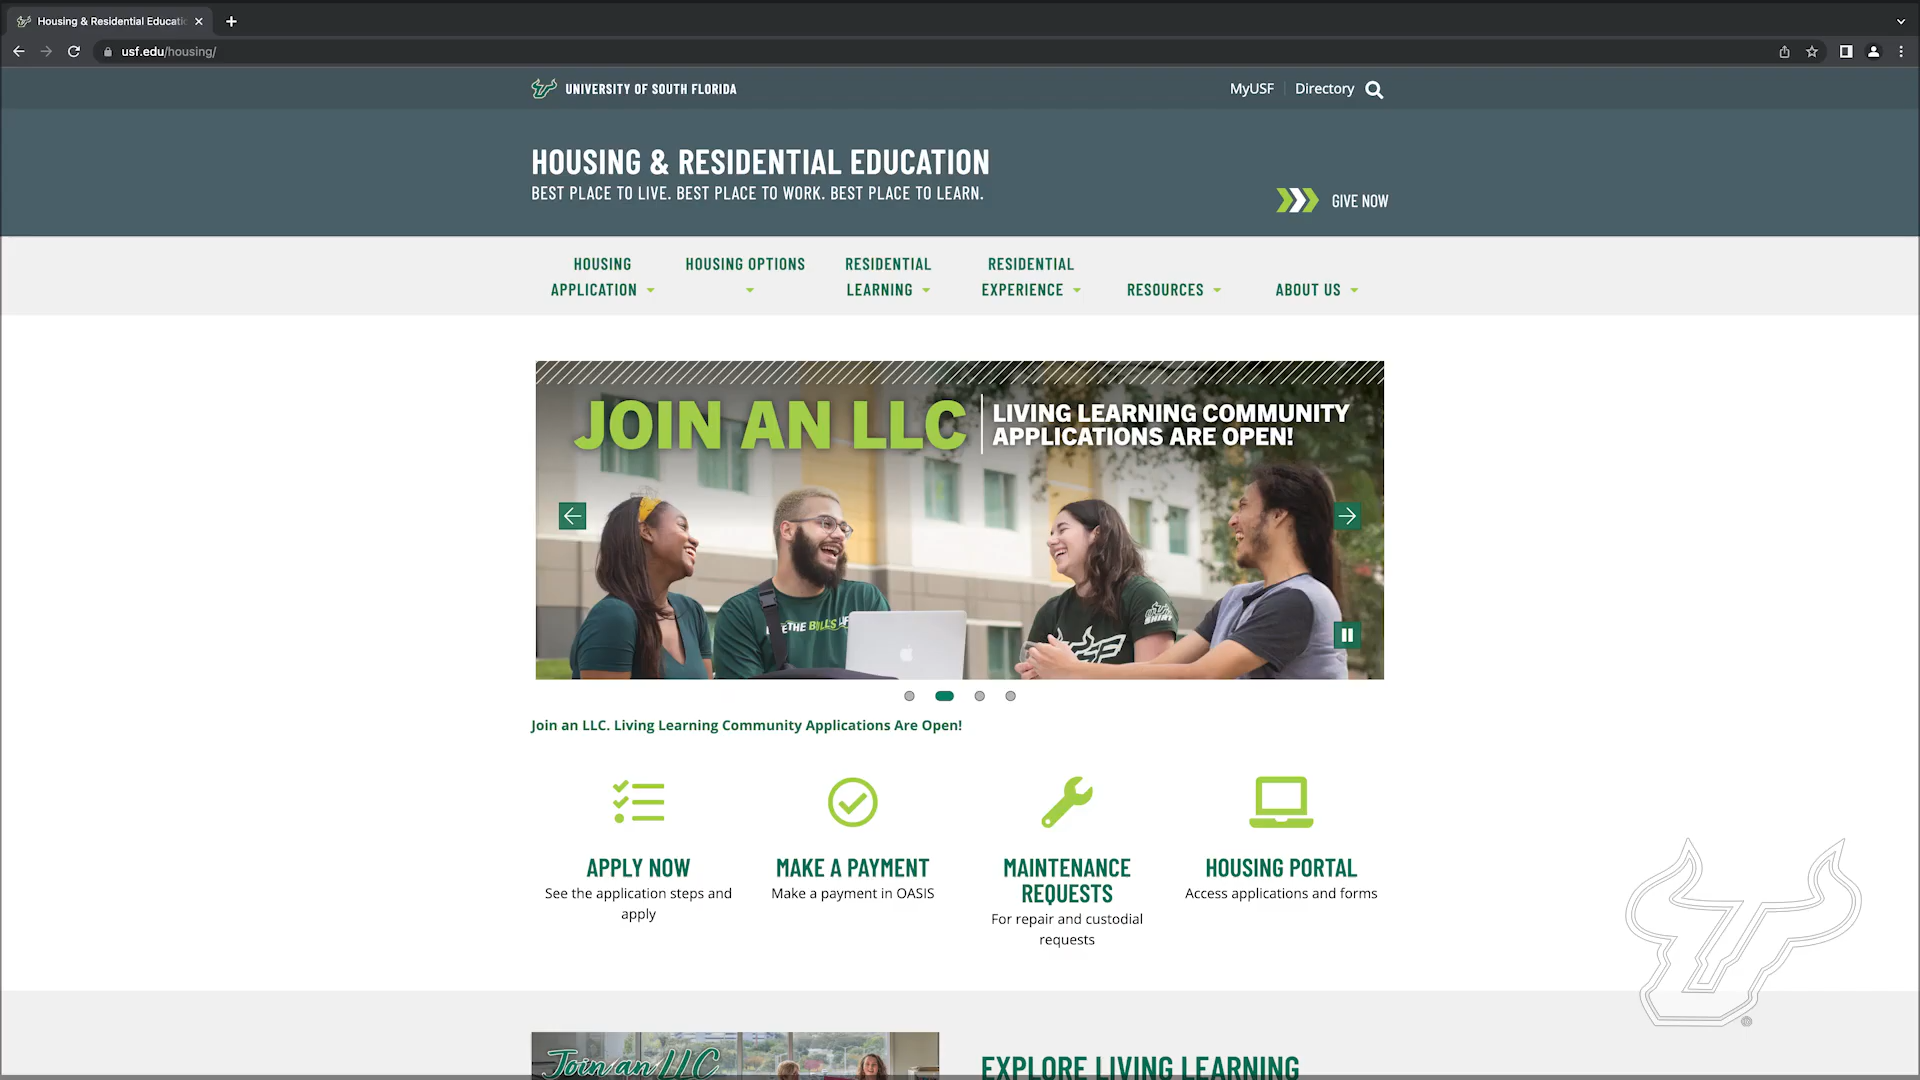 Housing & Residential Educati
usf.edu/housing/
UNIVERSITY OF SOUTH FLORIDA
MyUSF
Directory
HOUSING & RESIDENTIAL EDUCATION
BEST PLACE TO LIVE. BEST PLACE TO WORK. BEST PLACE TO LEARN.
GIVE NOW
HOUSING
APPLICATION
HOUSING OPTIONS
RESIDENTIAL
LEARNING
RESIDENTIAL
EXPERIENCE
RESOURCES
ABOUT US
JOIN AN LLC
LIVING LEARNING COMMUNITY
APPLICATIONS ARE OPEN!
THE BULLS
Join an LLC. Living Learning Community Applications Are Open!
APPLY NOW
See the application steps and
apply
MAKE A PAYMENT
Make a payment in OASIS
MAINTENANCE
REQUESTS
For repair and custodial
requests
HOUSING PORTAL
Access applications and forms
Join an LLC
EXPLORE LIVING LEARNING